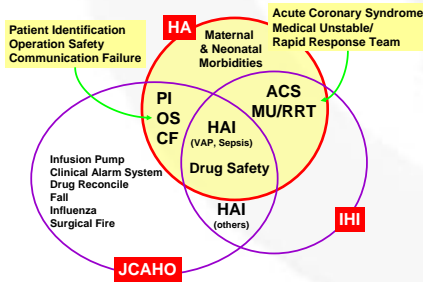 HA
Patient Identification
Operation Safety
Communication Failure
Acute Coronary Syndrome
Medical Unstable/
Rapid Response Team
Maternal
& Neonatal
Morbidities
PI
OS
CF
ACS
MU/RRT
HAI
(VAP, Sepsis)
Drug Safety
Infusion Pump
Clinical Alarm System
Drug Reconcile
Fall
Influenza
Surgical Fire
HAI
(others)
IHI
JCAHO